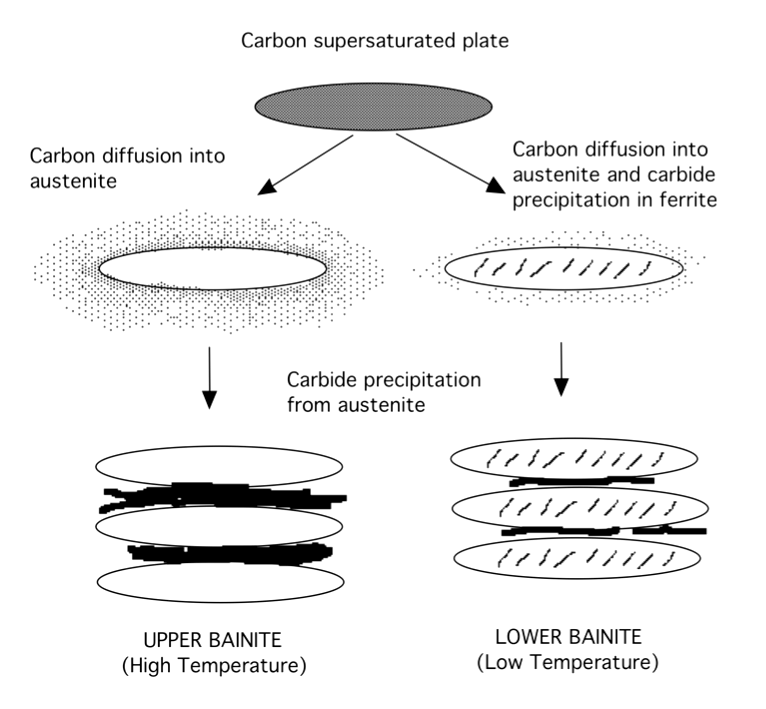 Carbon supersaturated plate
Carbon diffusion into
austenite
Carbon diffusion into
austenite and carbide
precipitation in ferrite
Carbide precipitation
from austenite
UPPER BAINITE
(High Temperature)
LOWER BAINITE
(Low Temperature)